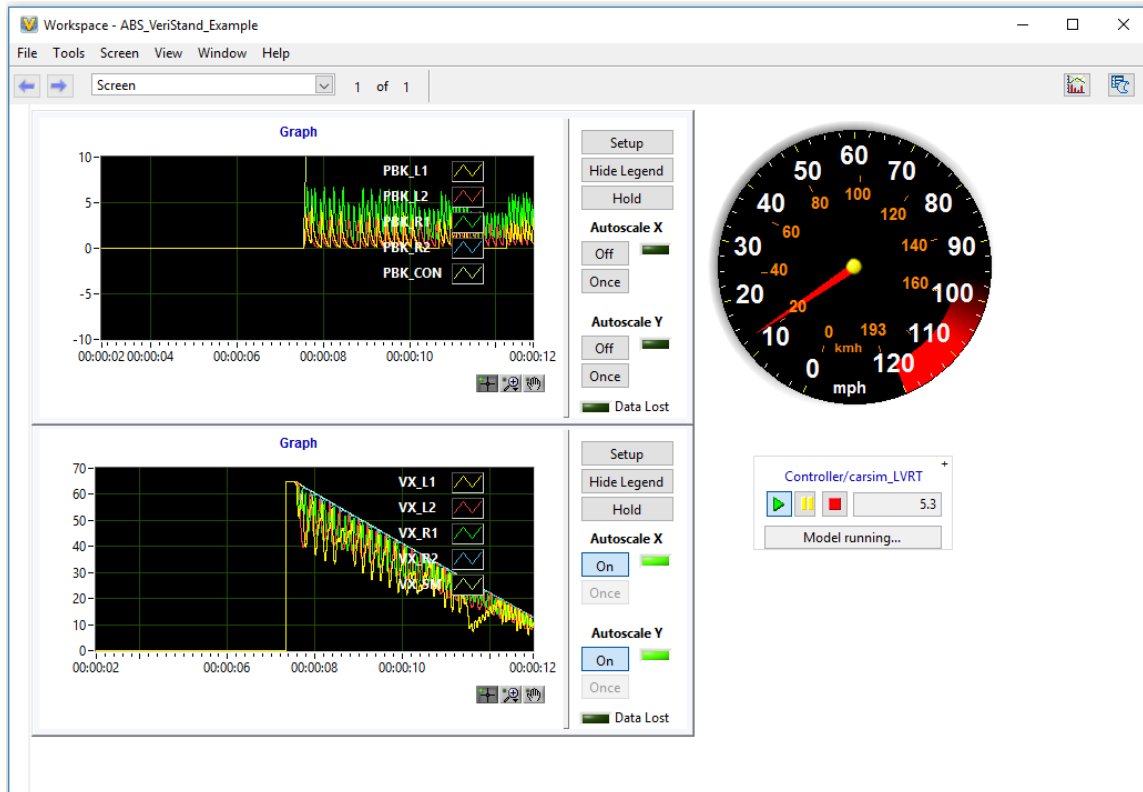 Workspace - ABS_VeriStand_Example
File Tools Screen View Window Help
Screen 1 of 1
Graph
10
5
0
-5
-10
00:00:02 00:00:04 00:00:06 00:00:08 00:00:10 00:00:12
PBK_L1
PBK_L2
PBK_R1
PBK_R2
PBK_CON
Setup
Hide Legend
Hold
Autoscale X
Off
Once
Autoscale Y
Off
Once
Data Lost
Graph
70
60
50
40
30
20
10
0
00:00:02 00:00:06 00:00:08 00:00:10 00:00:12
VX_L1
VX_L2
VX_R1
VX_R2
VX_SM
Setup
Hide Legend
Hold
Autoscale X
On
Once
Autoscale Y
On
Once
Data Lost
0 10 20 30 40 50 60 70 80 90 100 110 120
0 20 40 60 80 100 120 140 160 193
kmh
mph
+
Controller/carsim_LVRT
5.3
Model running...